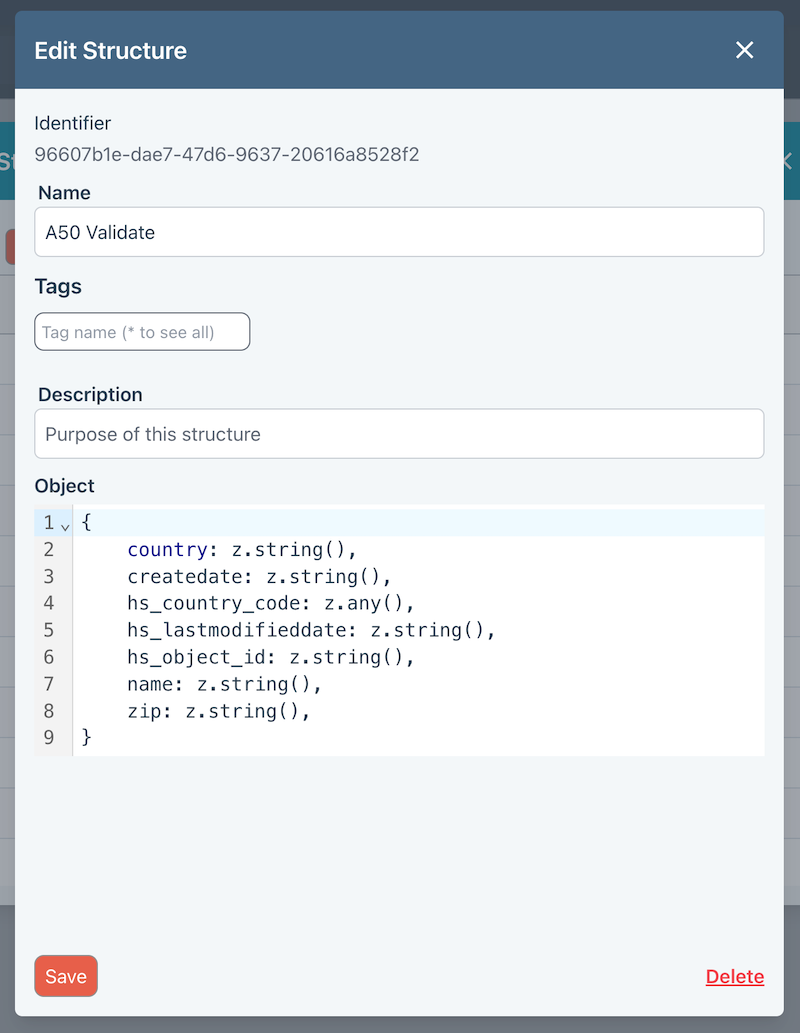 Edit Structure
Identifier
96607b1e-dae7-47d6-9637-20616a8528f2
Name
A50 Validate
Tags
Tag name (* to see all)
Description
Purpose of this structure
Object
1 {
2     country: z.string(),
3     createdate: z.string(),
4     hs_country_code: z.any(),
5     hs_lastmodifieddate: z.string(),
6     hs_object_id: z.string(),
7     name: z.string(),
8     zip: z.string(),
9 }
Save
Delete